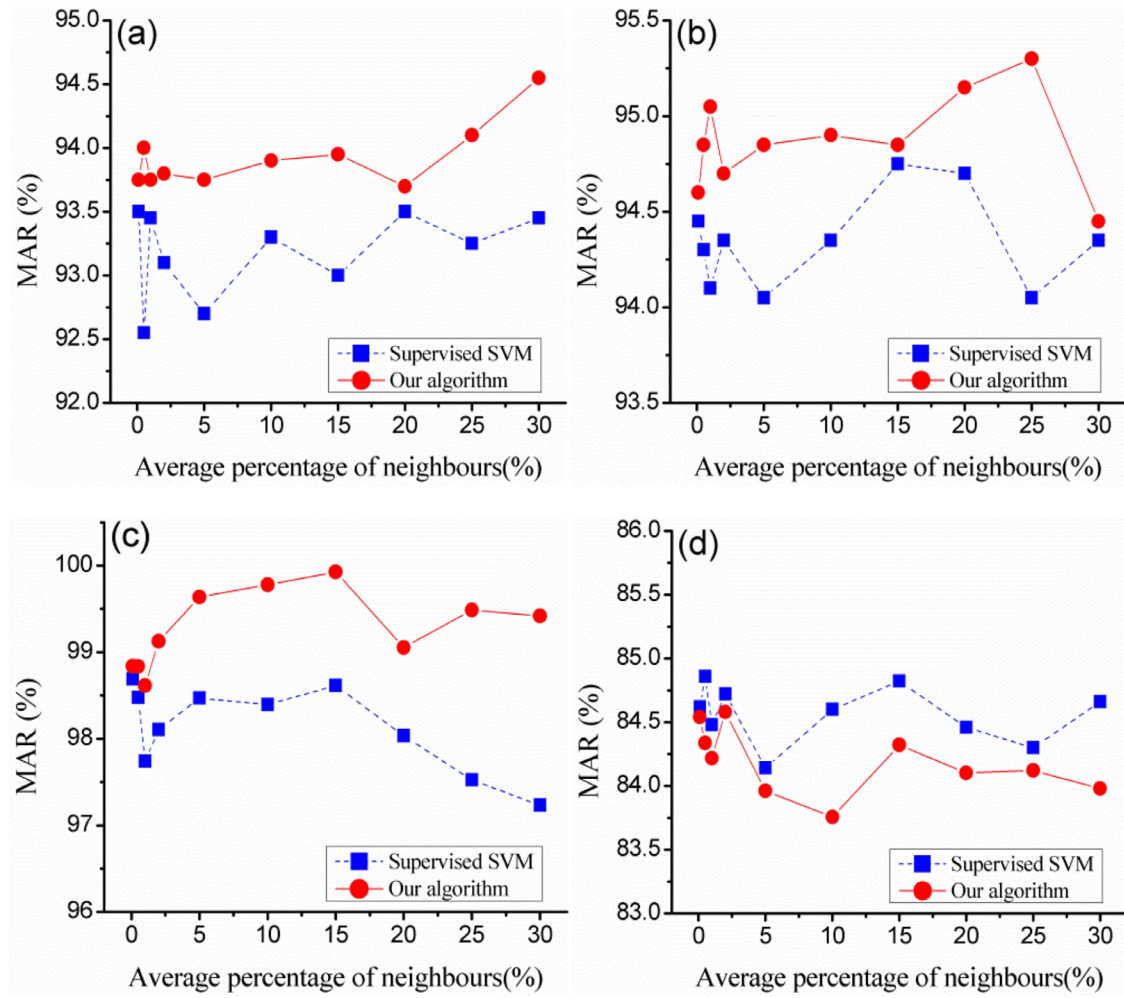 (a)
95.0
94.5
94.0
93.5
93.0
92.5
92.0
MAR (%)
0 5 10 15 20 25 30
Average percentage of neighbours(%)
Supervised SVM
Our algorithm
(b)
95.5
95.0
94.5
94.0
93.5
MAR (%)
0 5 10 15 20 25 30
Average percentage of neighbours(%)
Supervised SVM
Our algorithm
(c)
100
99
98
97
96
MAR (%)
0 5 10 15 20 25 30
Average percentage of neighbours(%)
Supervised SVM
Our algorithm
(d)
86.0
85.5
85.0
84.5
84.0
83.5
83.0
MAR (%)
0 5 10 15 20 25 30
Average percentage of neighbours(%)
Supervised SVM
Our algorithm